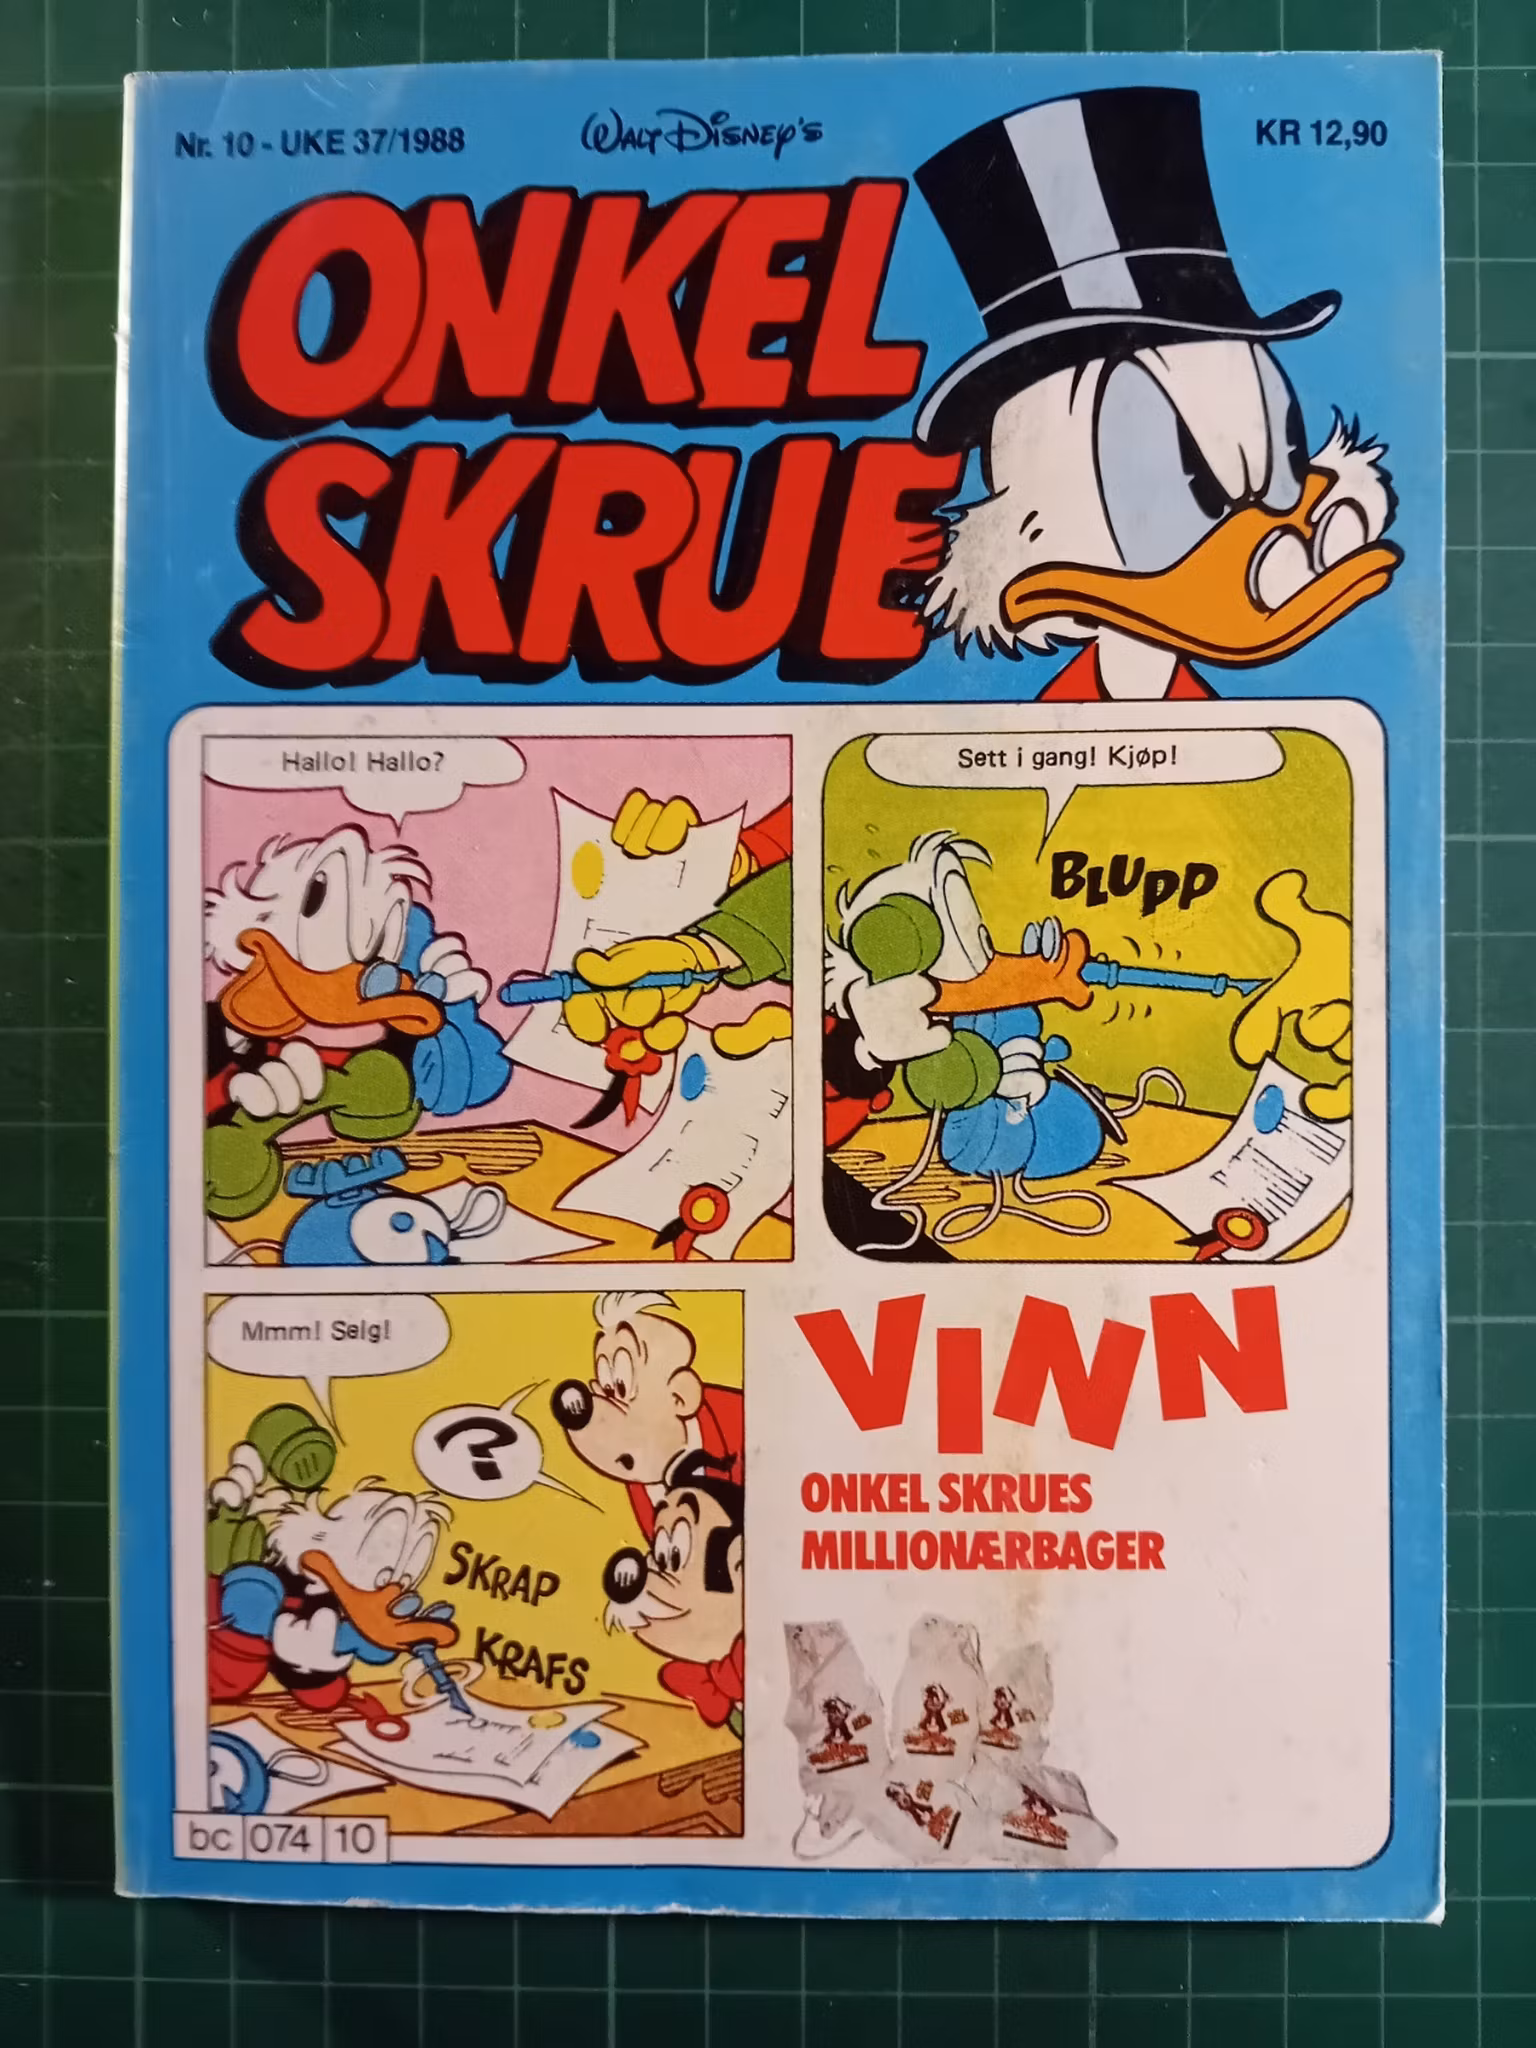 Nr. 10 - UKE 37/1988
WALT DISNEY'S
KR 12,90
ONKEL
SKRUE
Hallo! Hallo?
Sett i gang! Kjøp!
BLUPP
Mmm! Selg!
?
SKRAP
KRAFS
VINN
ONKEL SKRUES
MILLIONÆRBAGER
bc 074 10